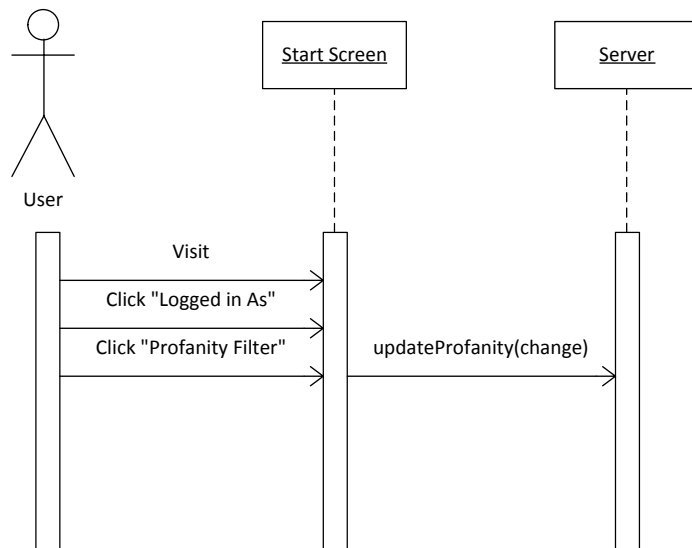 Start Screen
Server
User
Visit
Click "Logged in As"
Click "Profanity Filter"
updateProfanity(change)